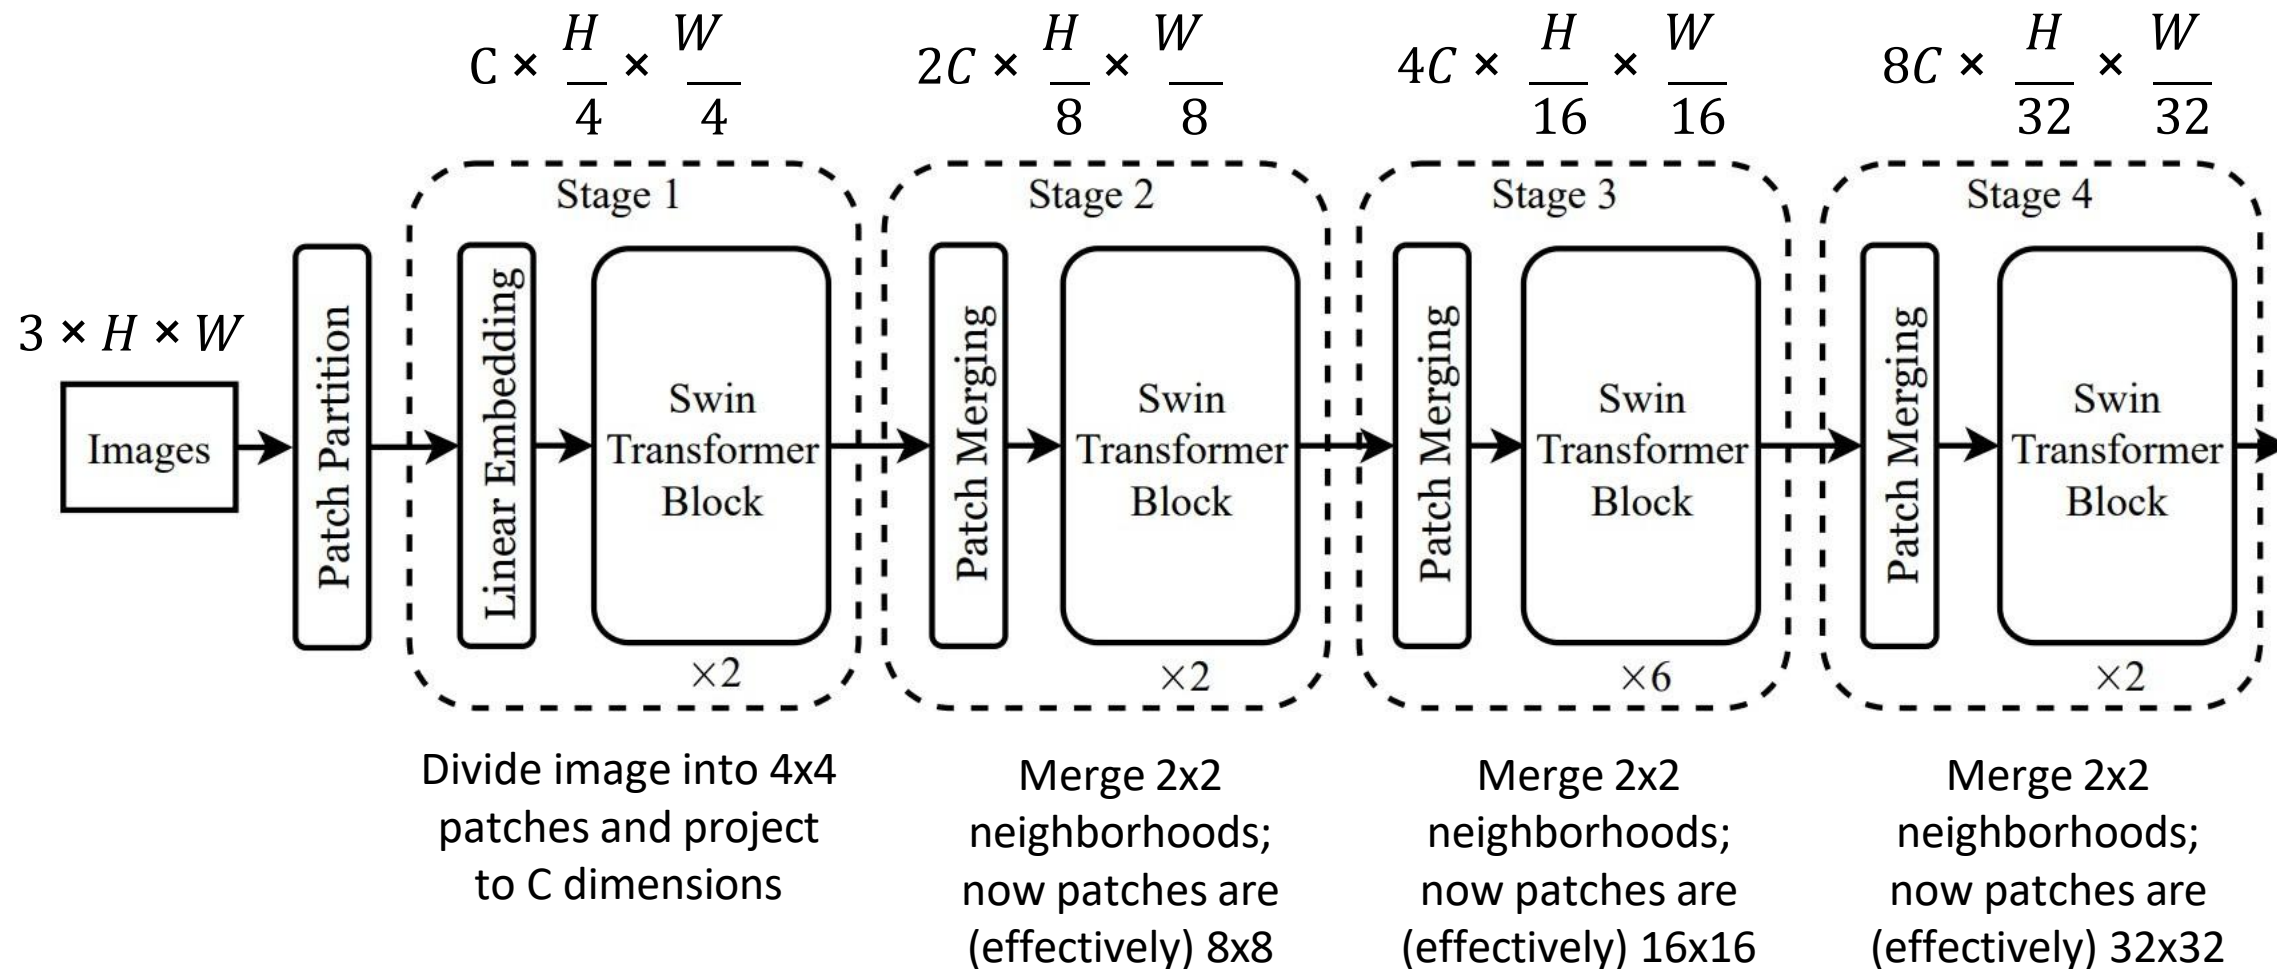 C × H/4 × W/4
2C × H/8 × W/8
4C × H/16 × W/16
8C × H/32 × W/32
3 × H × W
Images
Patch Partition
Stage 1
Linear Embedding
Swin
Transformer
Block
×2
Stage 2
Patch Merging
Swin
Transformer
Block
×2
Stage 3
Patch Merging
Swin
Transformer
Block
×6
Stage 4
Patch Merging
Swin
Transformer
Block
×2
Divide image into 4x4
patches and project
to C dimensions
Merge 2x2
neighborhoods;
now patches are
(effectively) 8x8
Merge 2x2
neighborhoods;
now patches are
(effectively) 16x16
Merge 2x2
neighborhoods;
now patches are
(effectively) 32x32